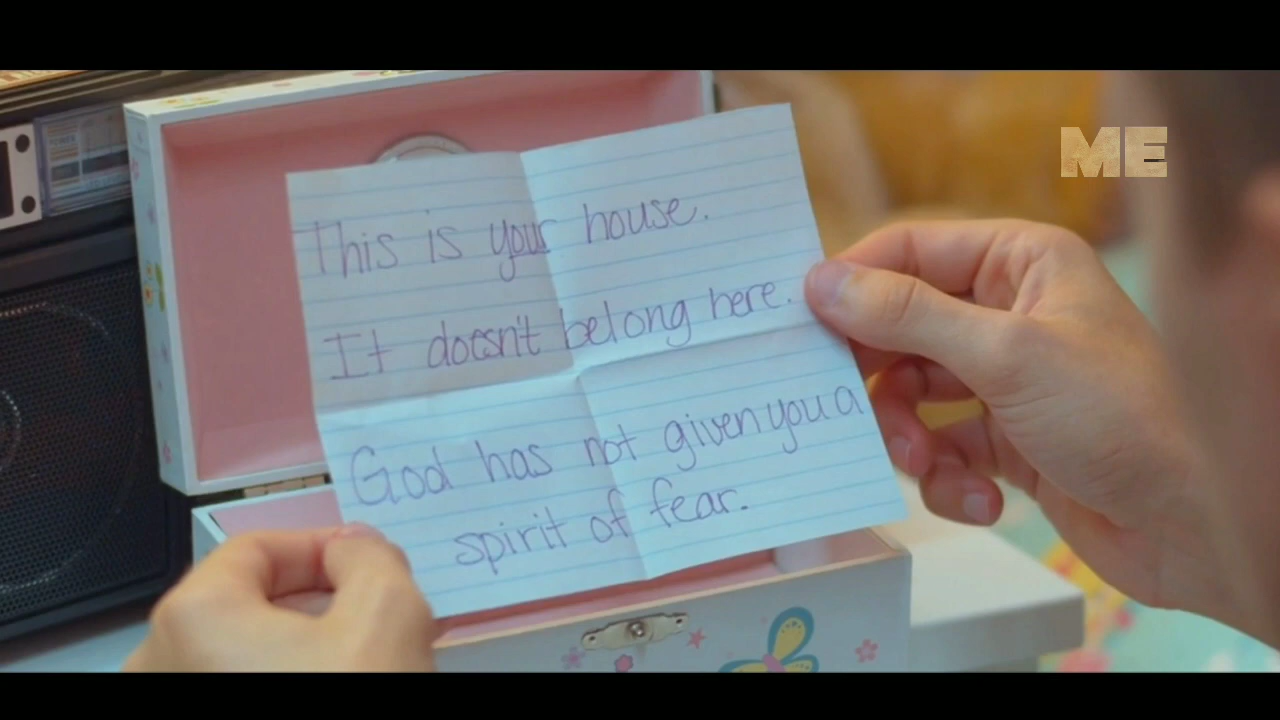 ME
This is your house.
It doesn't belong here.
God has not given you a
spirit of fear.